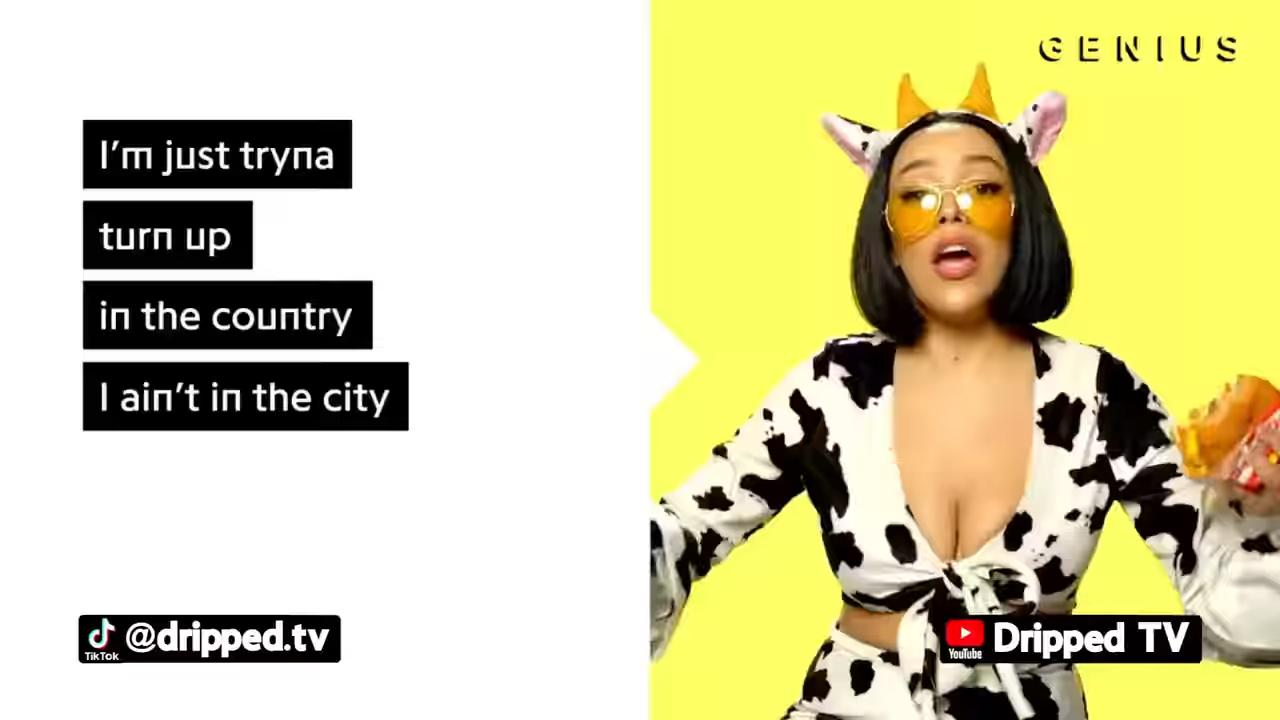 GENIUS
I'm just tryna
turn up
in the country
I ain't in the city
TikTok
@dripped.tv
YouTube
Dripped TV